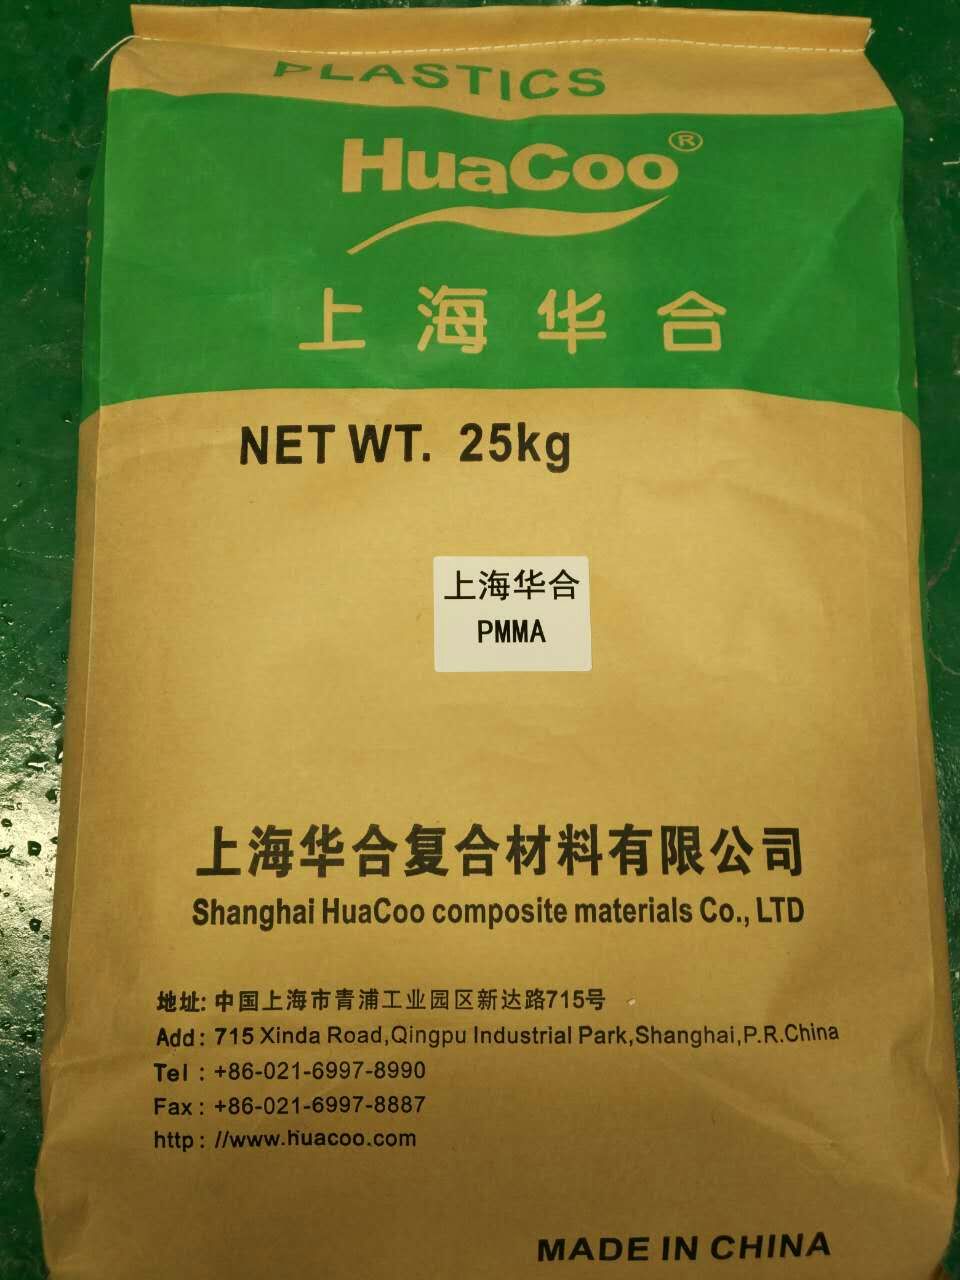 PLASTICS
HuaCoo®
上海华合
NET WT. 25kg
上海华合
PMMA
上海华合复合材料有限公司
Shanghai HuaCoo composite materials Co., LTD
地址: 中国上海市青浦工业园区新达路715号
Add: 715 Xinda Road,Qingpu Industrial Park,Shanghai,P.R.China
Tel : +86-021-6997-8990
Fax : +86-021-6997-8887
http : //www.huacoo.com
MADE IN CHINA